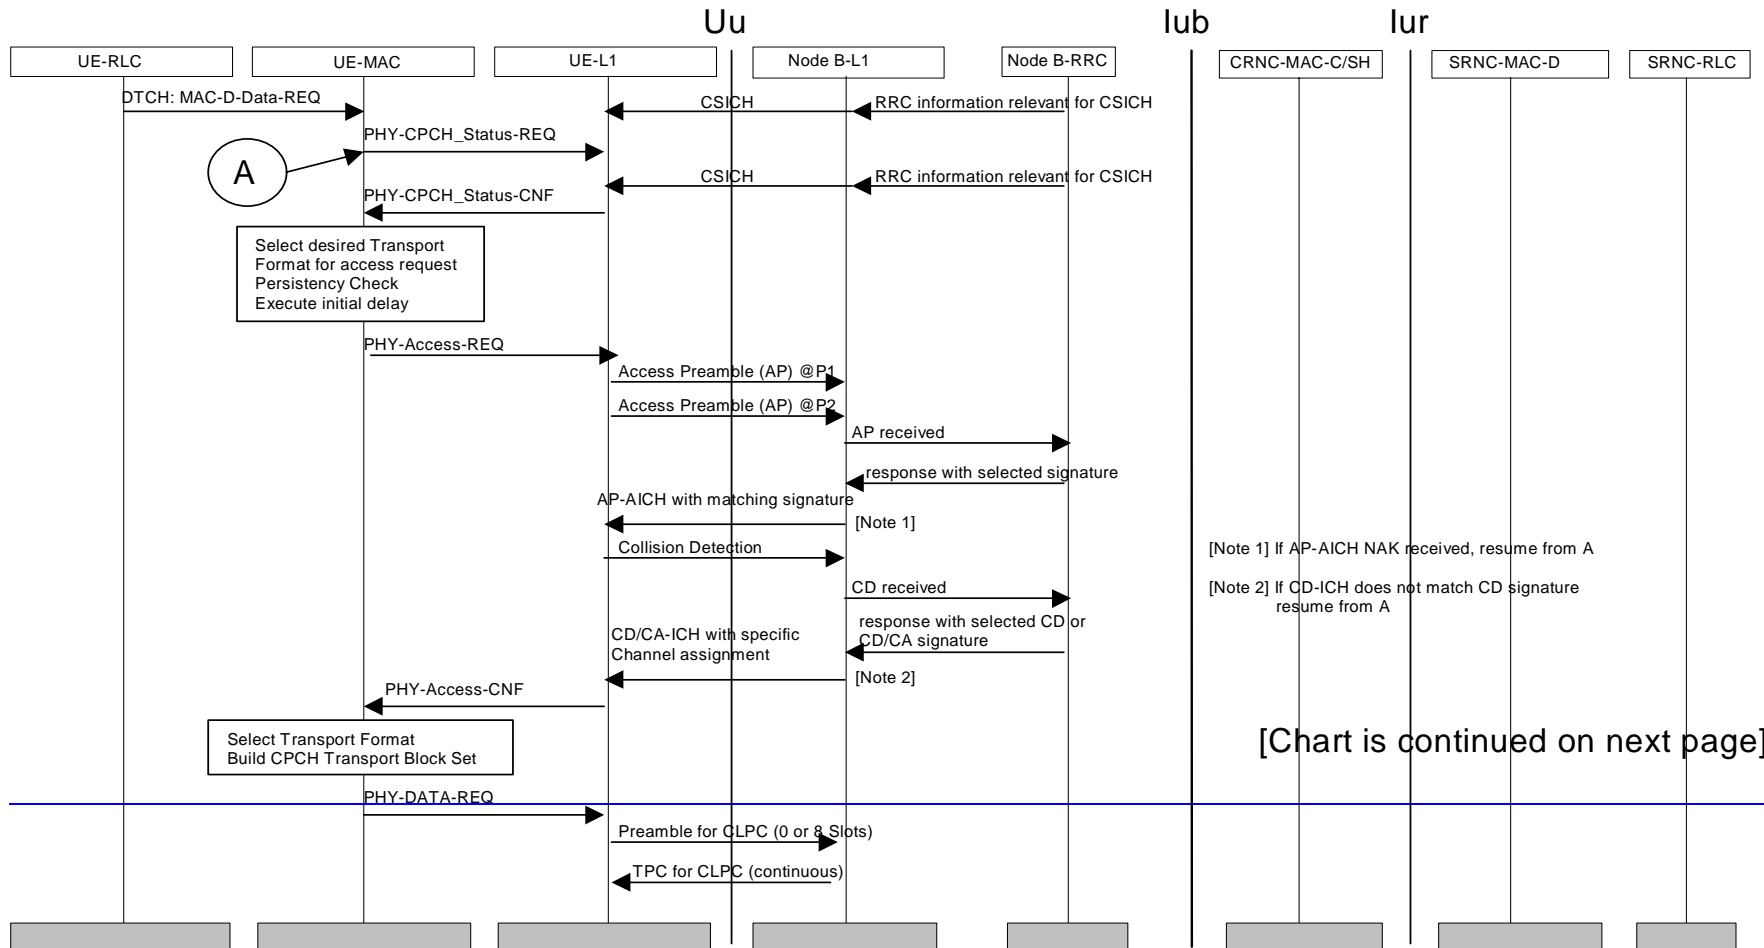 Uu
Iub
Iur
UE-RLC
UE-MAC
UE-L1
Node B-L1
Node B-RRC
CRNC-MAC-C/SH
SRNC-MAC-D
SRNC-RLC
DTCH: MAC-D-Data-REQ
CSICH
RRC information relevant for CSICH
PHY-CPCH_Status-REQ
A
CSICH
RRC information relevant for CSICH
PHY-CPCH_Status-CNF
Select desired Transport
Format for access request
Persistency Check
Execute initial delay
PHY-Access-REQ
Access Preamble (AP) @P1
Access Preamble (AP) @P2
AP received
response with selected signature
AP-AICH with matching signature
[Note 1]
Collision Detection
[Note 1] If AP-AICH NAK received, resume from A
CD received
[Note 2] If CD-ICH does not match CD signature
resume from A
response with selected CD or
CD/CA signature
CD/CA-ICH with specific
Channel assignment
[Note 2]
PHY-Access-CNF
Select Transport Format
Build CPCH Transport Block Set
[Chart is continued on next page]
PHY-DATA-REQ
Preamble for CLPC (0 or 8 Slots)
TPC for CLPC (continuous)